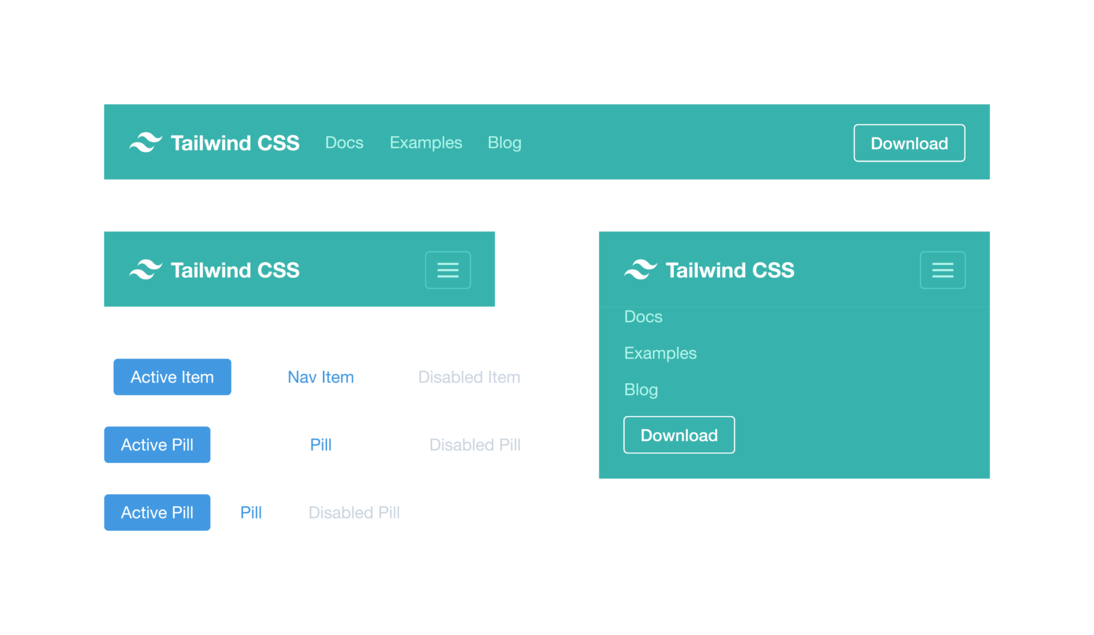 Tailwind CSS Docs Examples Blog Download
Tailwind CSS
Active Item Nav Item Disabled Item
Active Pill Pill Disabled Pill
Active Pill Pill Disabled Pill
Tailwind CSS
Docs
Examples
Blog
Download